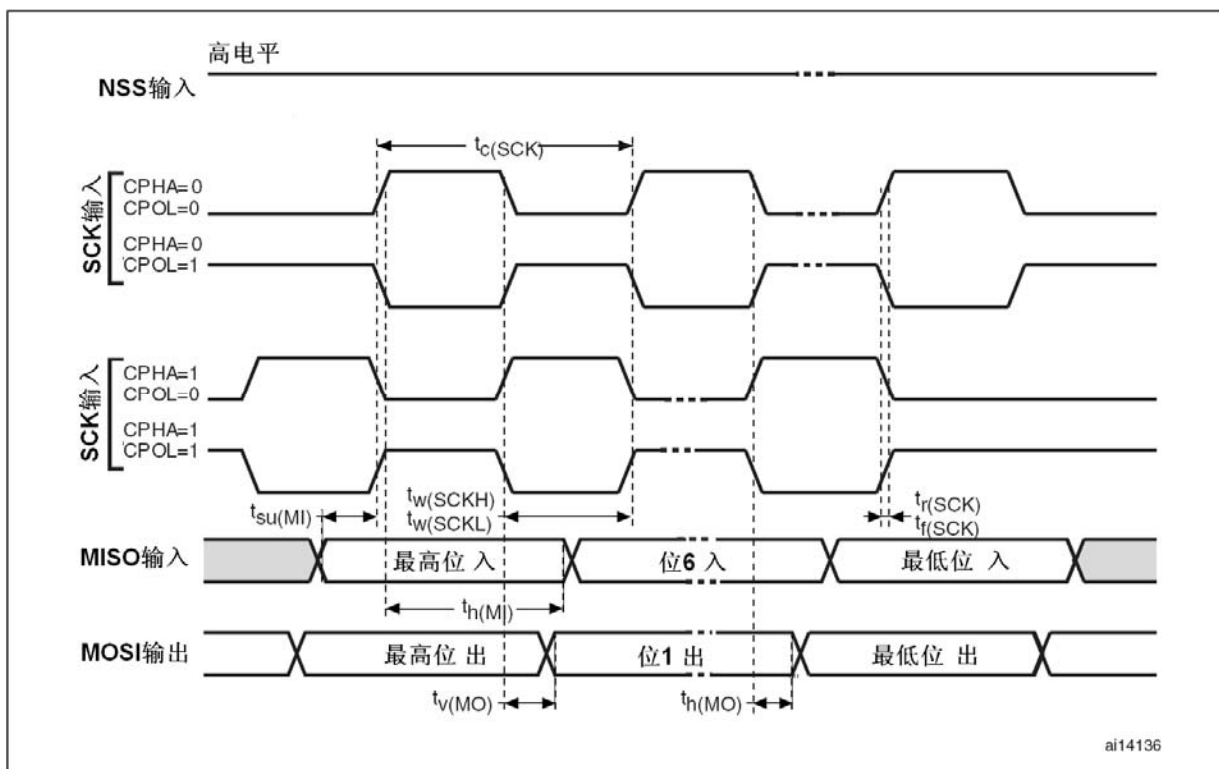 高电平
NSS输入
tc(SCK)
SCK输入
CPHA=0
CPOL=0
CPHA=0
CPOL=1
SCK输入
CPHA=1
CPOL=0
CPHA=1
CPOL=1
tsu(MI)
tw(SCKH)
tw(SCKL)
tr(SCK)
tf(SCK)
MISO输入
最高位 入
位6 入
最低位 入
th(MI)
MOSI输出
最高位 出
位1 出
最低位 出
tv(MO)
th(MO)
ai14136